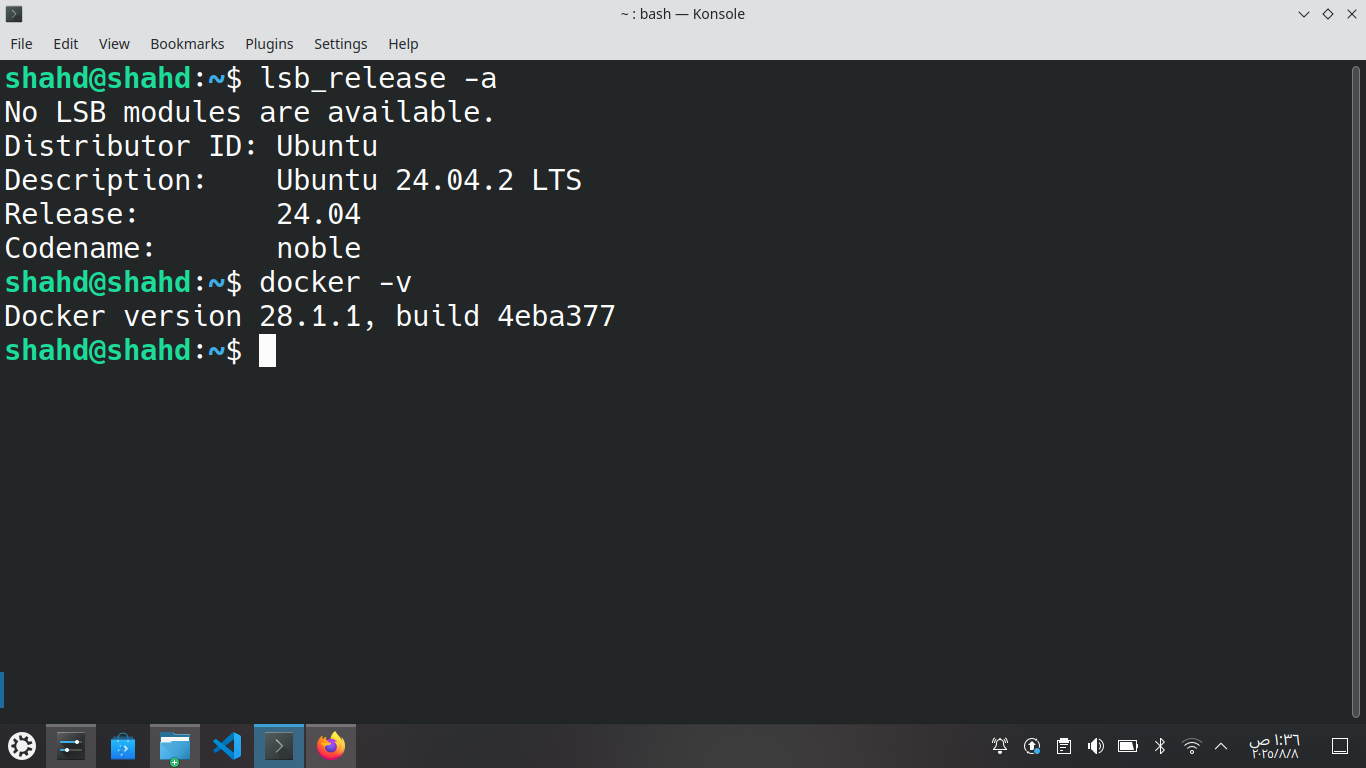 ~ : bash — Konsole
File Edit View Bookmarks Plugins Settings Help
shahd@shahd:~$ lsb_release -a
No LSB modules are available.
Distributor ID: Ubuntu
Description:    Ubuntu 24.04.2 LTS
Release:        24.04
Codename:       noble
shahd@shahd:~$ docker -v
Docker version 28.1.1, build 4eba377
shahd@shahd:~$
١:٣٦ ص
٢٠٢٥/٨/٨